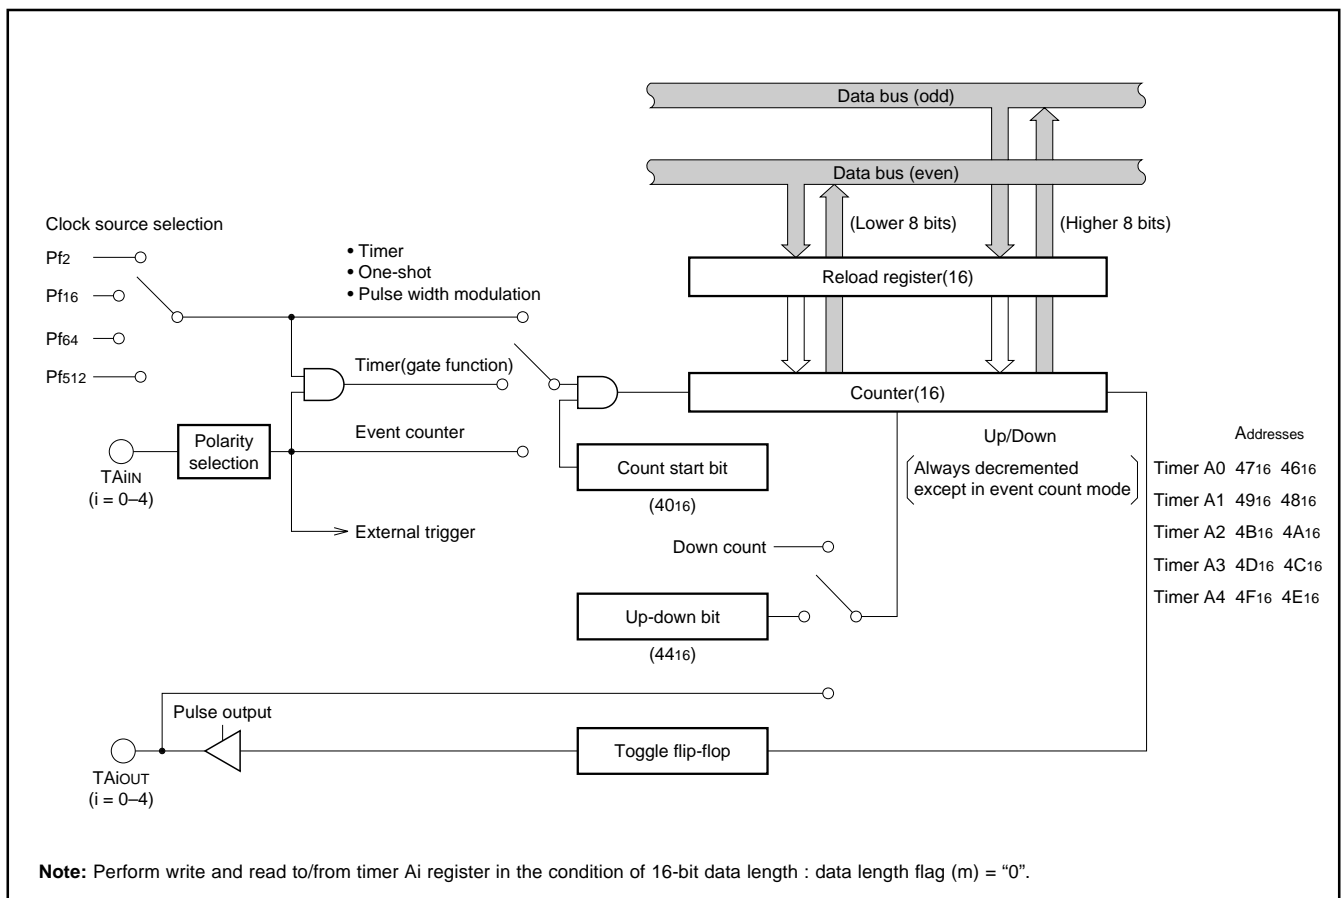 Data bus (odd)
Data bus (even)
(Lower 8 bits)
(Higher 8 bits)
Clock source selection
Pf2
Pf16
Pf64
Pf512
• Timer
• One-shot
• Pulse width modulation
Reload register(16)
Timer(gate function)
Counter(16)
Polarity
selection
Event counter
TAiIN
(i = 0–4)
External trigger
Count start bit
(4016)
Up/Down
Always decremented
except in event count mode
Addresses
Timer A0 4716 4616
Timer A1 4916 4816
Timer A2 4B16 4A16
Timer A3 4D16 4C16
Timer A4 4F16 4E16
Down count
Up-down bit
(4416)
Pulse output
Toggle flip-flop
TAiOUT
(i = 0–4)
Note: Perform write and read to/from timer Ai register in the condition of 16-bit data length : data length flag (m) = “0”.